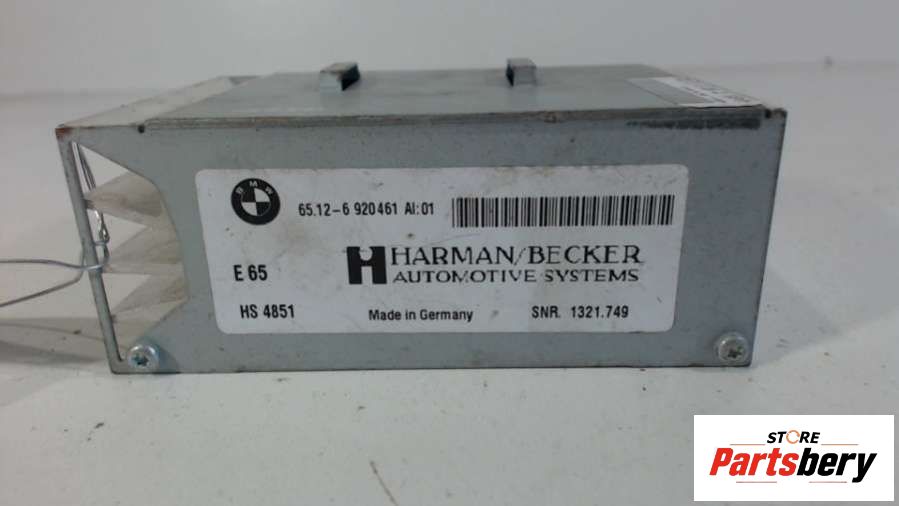 BMW
65.12-6 920461 AI:01
HARMAN/BECKER
AUTOMOTIVE SYSTEMS
E 65
HS 4851
Made in Germany
SNR. 1321.749
STORE
Partsbery